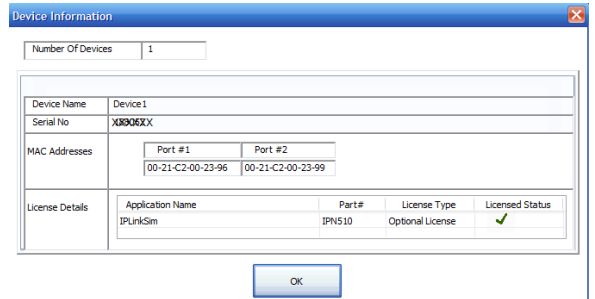 Device Information
Number Of Devices 1
Device Name Device1
Serial No
MAC Addresses Port #1 Port #2
00-21-C2-00-23-96 00-21-C2-00-23-99
License Details Application Name Part# License Type Licensed Status
IPLinkSim IPN510 Optional License ✓
OK